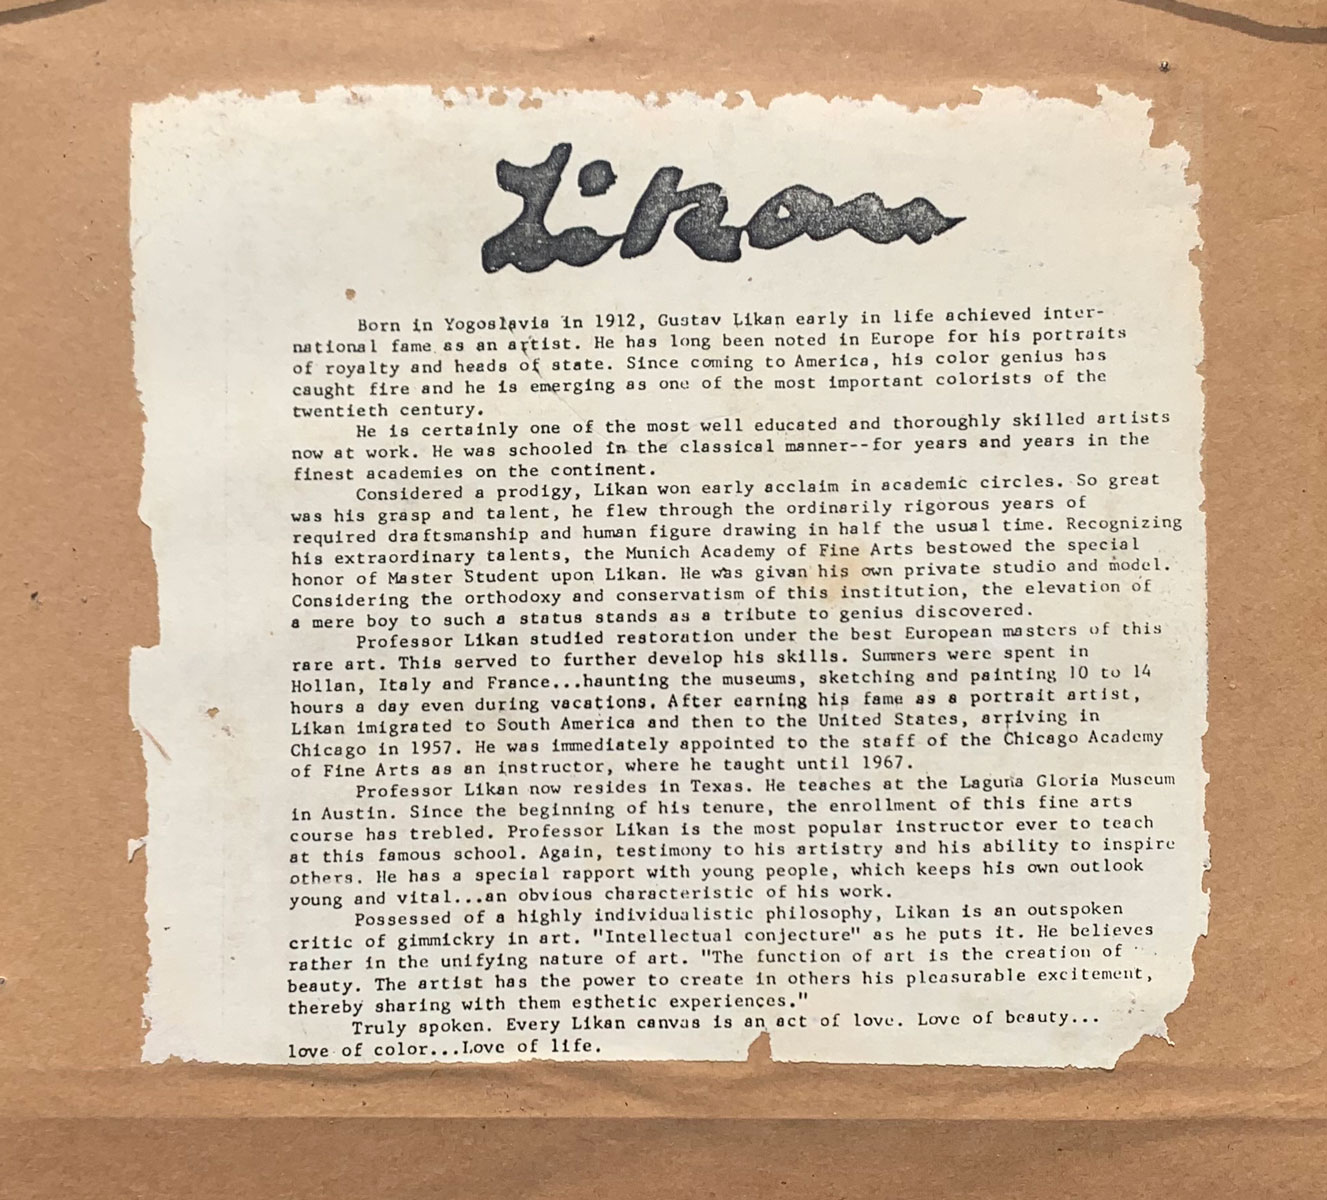 Likan
Born in Yogoslavia in 1912, Gustav Likan early in life achieved inter-
national fame as an artist. He has long been noted in Europe for his portraits
of royalty and heads of state. Since coming to America, his color genius has
caught fire and he is emerging as one of the most important colorists of the
twentieth century.
He is certainly one of the most well educated and thoroughly skilled artists
now at work. He was schooled in the classical manner--for years and years in the
finest academies on the continent.
Considered a prodigy, Likan won early acclaim in academic circles. So great
was his grasp and talent, he flew through the ordinarily rigorous years of
required draftsmanship and human figure drawing in half the usual time. Recognizing
his extraordinary talents, the Munich Academy of Fine Arts bestowed the special
honor of Master Student upon Likan. He was givan his own private studio and model.
Considering the orthodoxy and conservatism of this institution, the elevation of
a mere boy to such a status stands as a tribute to genius discovered.
Professor Likan studied restoration under the best European masters of this
rare art. This served to further develop his skills. Summers were spent in
Hollan, Italy and France...haunting the museums, sketching and painting 10 to 14
hours a day even during vacations. After earning his fame as a portrait artist,
Likan imigrated to South America and then to the United States, arriving in
Chicago in 1957. He was immediately appointed to the staff of the Chicago Academy
of Fine Arts as an instructor, where he taught until 1967.
Professor Likan now resides in Texas. He teaches at the Laguna Gloria Museum
in Austin. Since the beginning of his tenure, the enrollment of this fine arts
course has trebled. Professor Likan is the most popular instructor ever to teach
at this famous school. Again, testimony to his artistry and his ability to inspire
others. He has a special rapport with young people, which keeps his own outlook
young and vital...an obvious characteristic of his work.
Possessed of a highly individualistic philosophy, Likan is an outspoken
critic of gimmickry in art. "Intellectual conjecture" as he puts it. He believes
rather in the unifying nature of art. "The function of art is the creation of
beauty. The artist has the power to create in others his pleasurable excitement,
thereby sharing with them esthetic experiences."
Truly spoken. Every Likan canvas is an act of love. Love of beauty...
love of color...Love of life.